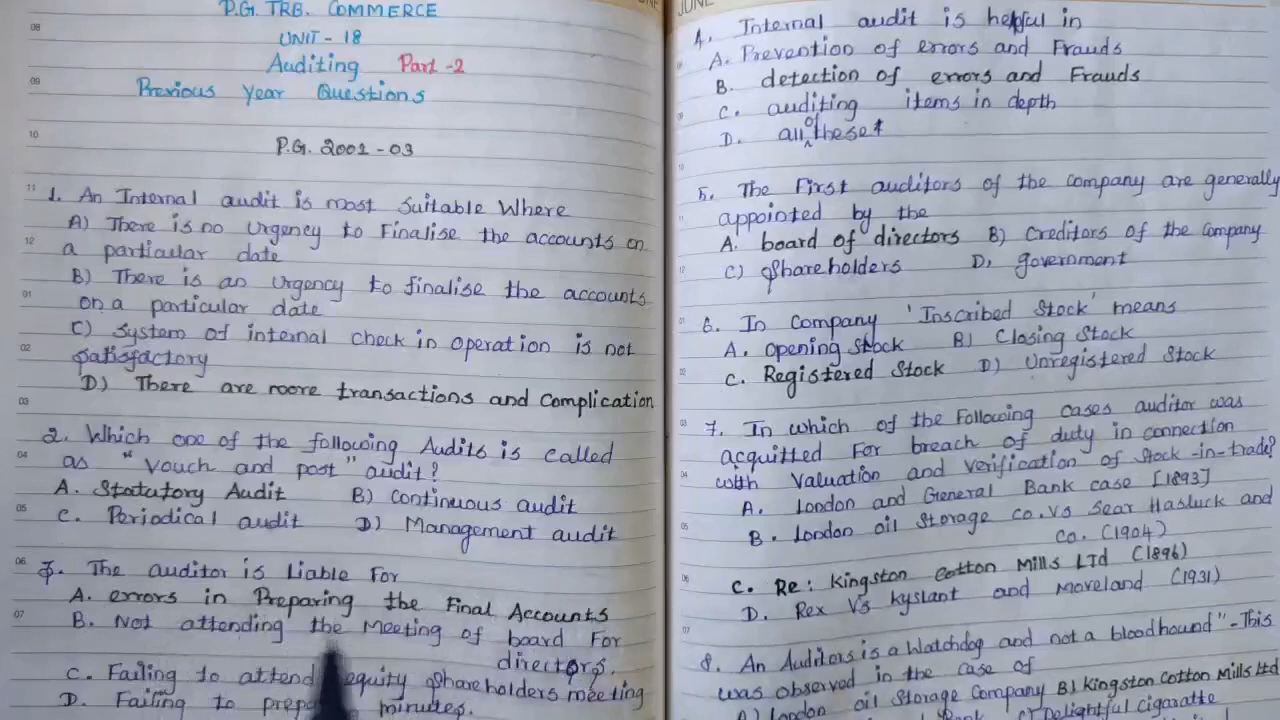 P.G. TRB. COMMERCE
UNIT - 18
Auditing Part-2
Previous Year Questions
P.G. 2001-03
1. An Internal audit is most Suitable Where
A) There is no Urgency to Finalise the accounts on
a particular date
B) There is an Urgency to finalise the accounts
on a particular date
C) System of internal check in operation is not
satisfactory
D) There are more transactions and Complication
2. Which one of the following Audits is called
as "Vouch and post" audit?
A. Statutory Audit B) Continuous audit
C. Periodical audit D) Management audit
3. The auditor is Liable For
A. errors in Preparing the Final Accounts
B. Not attending the Meeting of board For
directors.
C. Failing to attend equity Shareholders meeting
D. Failing to minutes.
JUNE
4. Internal audit is helpful in
A. Prevention of errors and Frauds
B. detection of errors and Frauds
C. auditing items in depth
D. all of these
5. The First auditors of the company are generally
appointed by the
A. board of directors B) Creditors of the Company
C) Shareholders D) government
6. In Company 'Inscribed Stock' means
A. Opening Stock B) Closing Stock
C. Registered Stock D) Unregistered Stock
7. In which of the Following cases auditor was
acquitted For breach of duty in connection
with Valuation and verification of Stock-in-trade?
A. London and General Bank case [1893]
B. London oil Storage co. Vs Sear Hasluck and
Co. (1904)
C. Re: Kingston Cotton Mills LTd (1896)
D. Rex Vs Kyslant and Moreland (1931)
8. An Auditors is a Watchdog and not a bloodhound" - This
was observed in the case of
A) London oil Storage Company B) Kingston Cotton Mills Ltd
C) Delightful Cigaratte